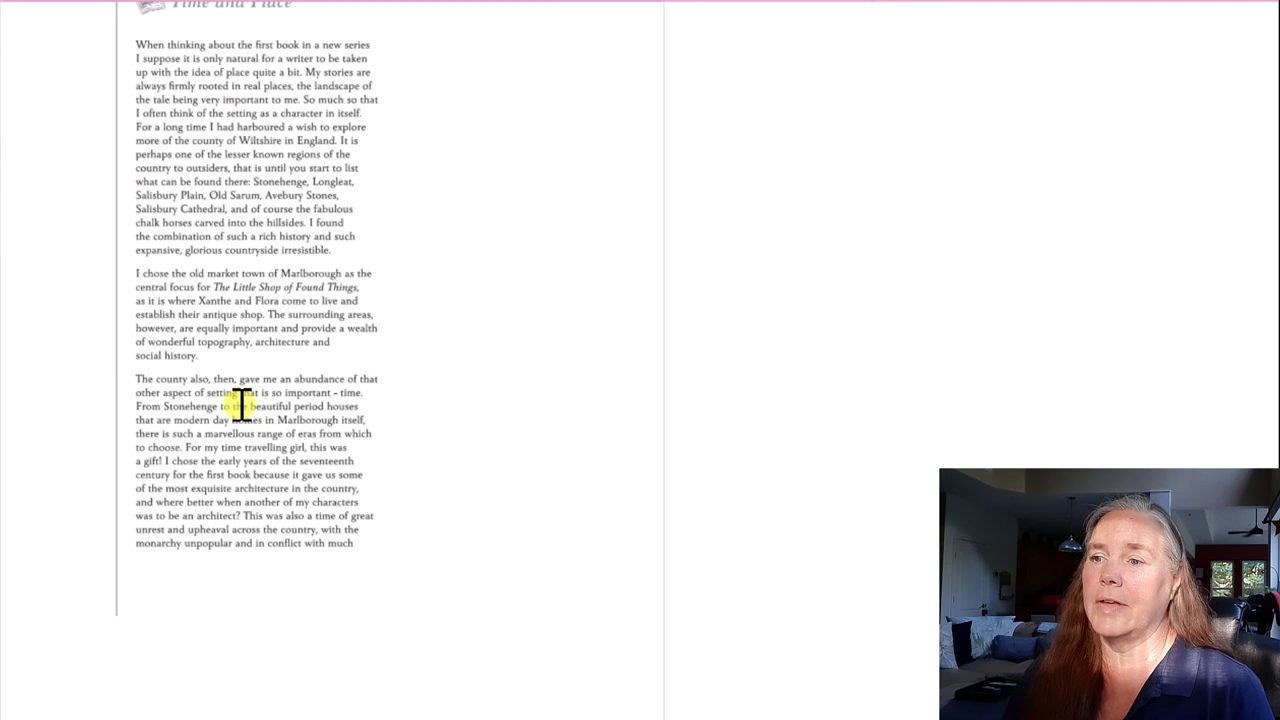 Time and Place
When thinking about the first book in a new series
I suppose it is only natural for a writer to be taken
up with the idea of place quite a bit. My stories are
always firmly rooted in real places, the landscape of
the tale being very important to me. So much so that
I often think of the setting as a character in itself.
For a long time I had harboured a wish to explore
more of the county of Wiltshire in England. It is
perhaps one of the lesser known regions of the
country to outsiders, that is until you start to list
what can be found there: Stonehenge, Longleat,
Salisbury Plain, Old Sarum, Avebury Stones,
Salisbury Cathedral, and of course the fabulous
chalk horses carved into the hillsides. I found
the combination of such a rich history and such
expansive, glorious countryside irresistible.
I chose the old market town of Marlborough as the
central focus for The Little Shop of Found Things,
as it is where Xanthe and Flora come to live and
establish their antique shop. The surrounding areas,
however, are equally important and provide a wealth
of wonderful topography, architecture and
social history.
The county also, then, gave me an abundance of that
other aspect of setting that is so important – time.
From Stonehenge to the beautiful period houses
that are modern day homes in Marlborough itself,
there is such a marvellous range of eras from which
to choose. For my time travelling girl, this was
a gift! I chose the early years of the seventeenth
century for the first book because it gave us some
of the most exquisite architecture in the country,
and where better when another of my characters
was to be an architect? This was also a time of great
unrest and upheaval across the country, with the
monarchy unpopular and in conflict with much